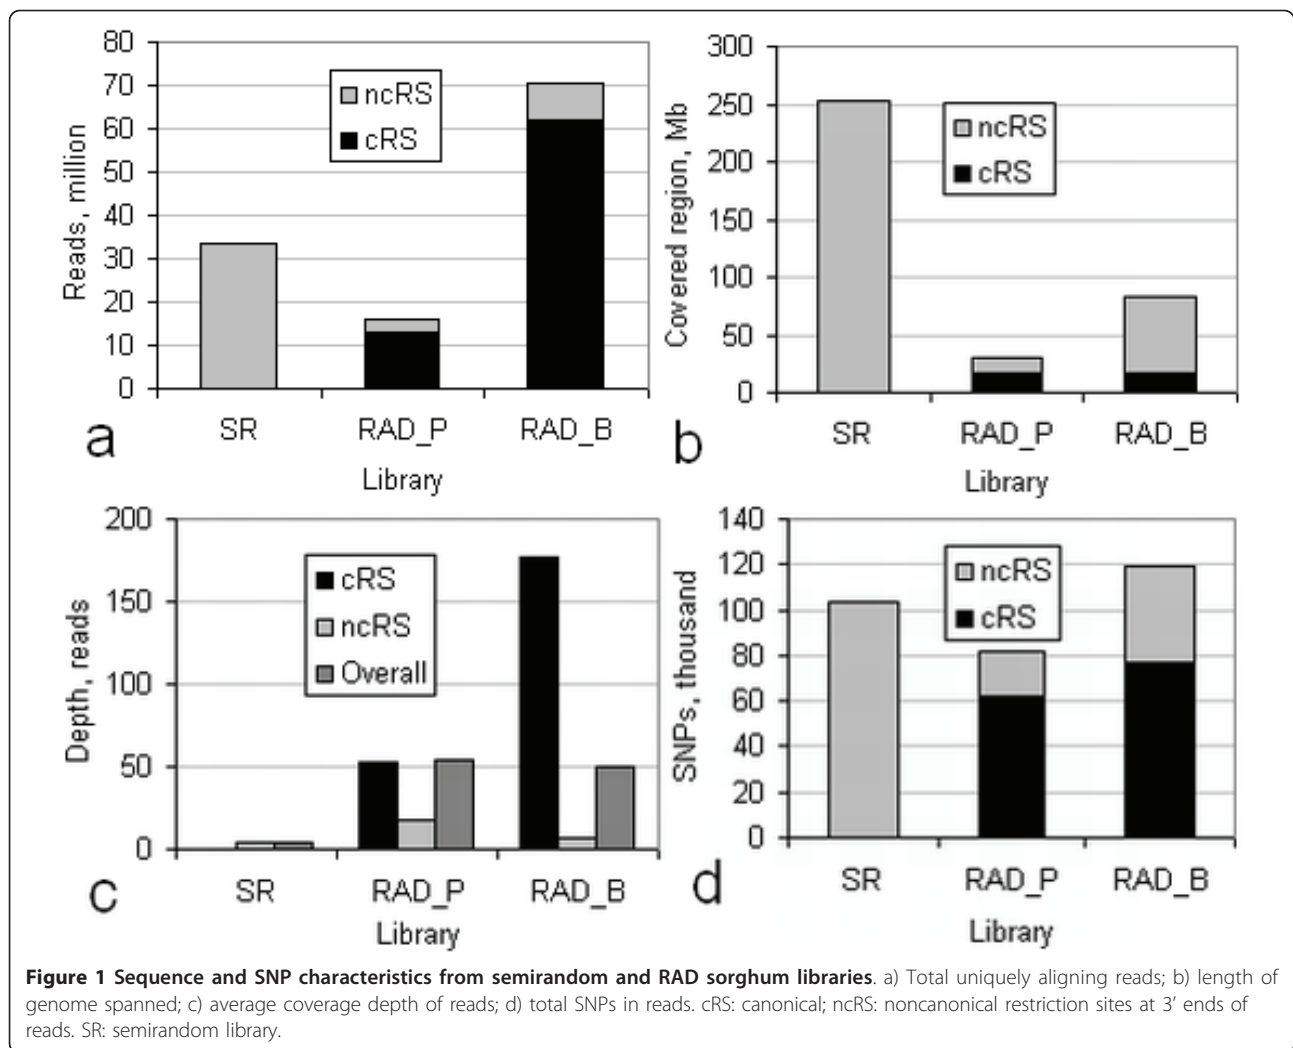 80
70
60
50
40
30
20
10
0
Reads, million
ncRS
cRS
SR RAD_P RAD_B
Library
a
300
250
200
150
100
50
0
Covered region, Mb
ncRS
cRS
SR RAD_P RAD_B
Library
b
200
150
100
50
0
Depth, reads
cRS
ncRS
Overall
SR RAD_P RAD_B
Library
c
140
120
100
80
60
40
20
0
SNPs, thousand
ncRS
cRS
SR RAD_P RAD_B
Library
d
Figure 1 Sequence and SNP characteristics from semirandom and RAD sorghum libraries. a) Total uniquely aligning reads; b) length of
genome spanned; c) average coverage depth of reads; d) total SNPs in reads. cRS: canonical; ncRS: noncanonical restriction sites at 3’ ends of
reads. SR: semirandom library.